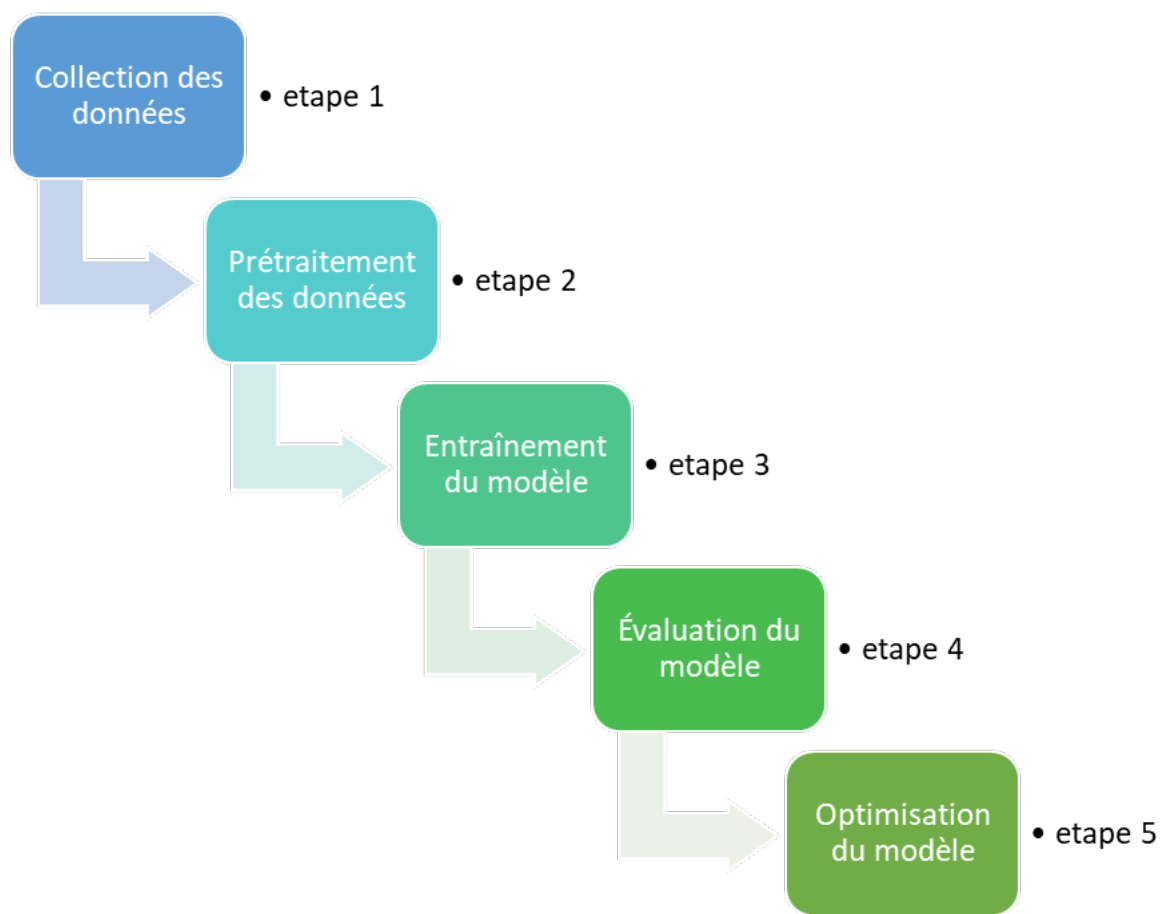 Collection des
données
• etape 1
Prétraitement
des données
• etape 2
Entraînement
du modèle
• etape 3
Évaluation du
modèle
• etape 4
Optimisation
du modèle
• etape 5